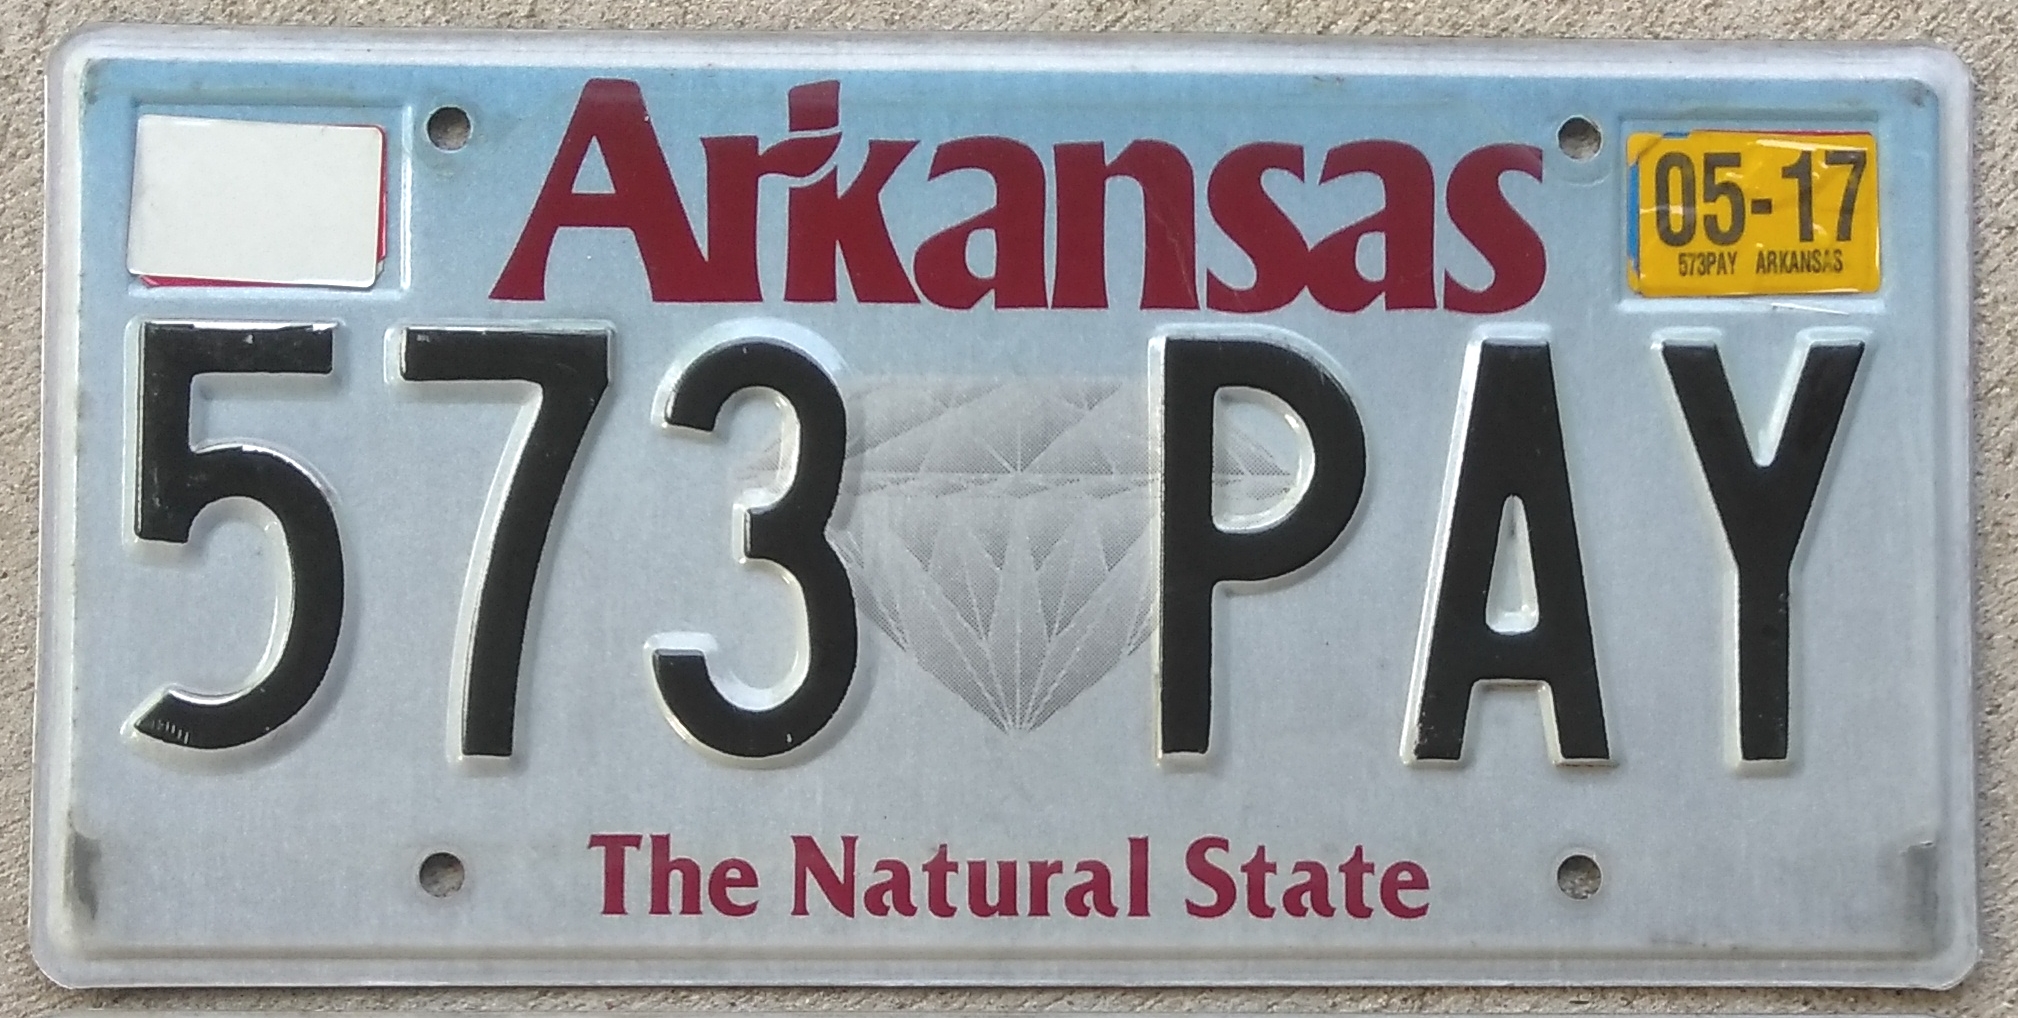 Arkansas
05-17
573PAY ARKANSAS
573 PAY
The Natural State